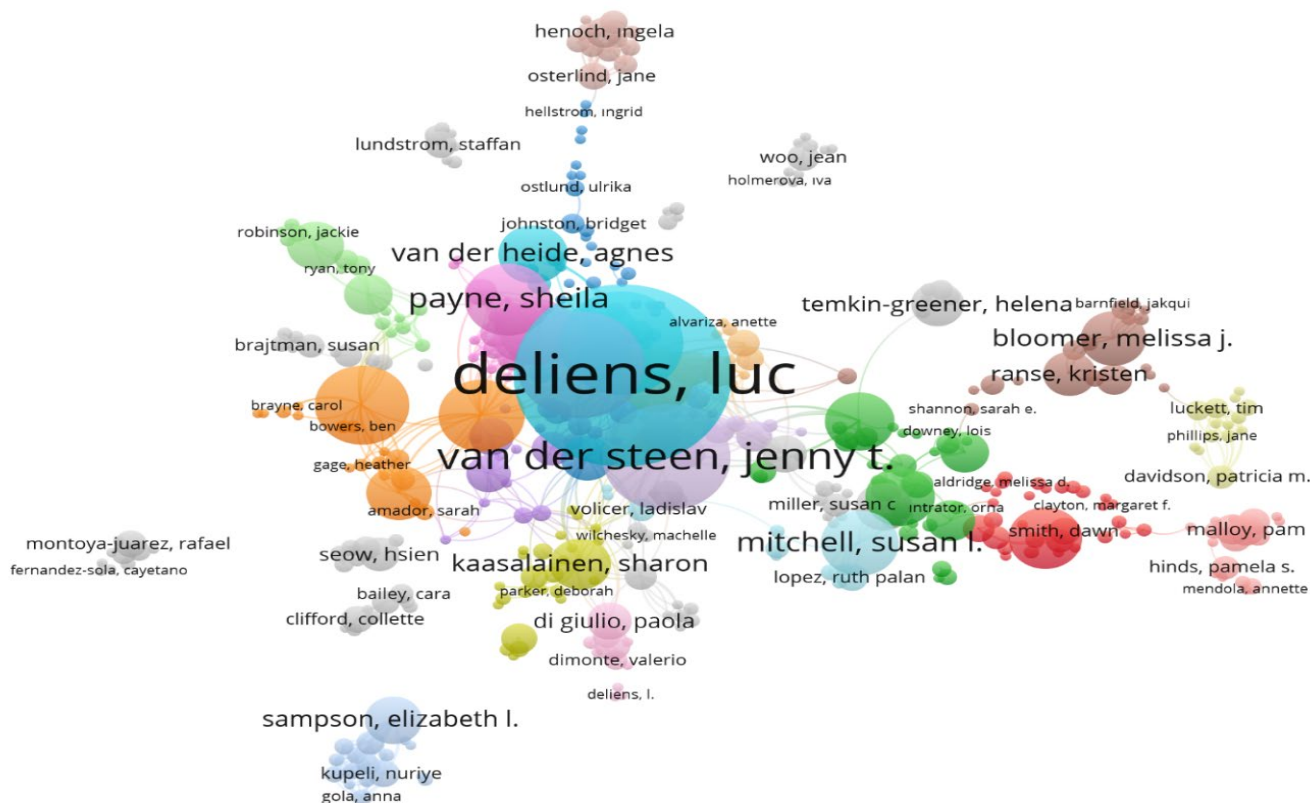 henoch, ıngela
osterlind, jane
hellstrom, ıngrid
lundstrom, staffan
woo, jean
holmerova, ıva
ostlund, ulrika
johnston, bridget
robinson, jackie
van der heide, agnes
ryan, tony
payne, sheila
temkin-greener, helena
barnfield, jakqui
alvariza, anette
bloomer, melissa j.
brajtman, susan
deliens, luc
ranse, kristen
brayne, carol
shannon, sarah e.
luckett, tim
bowers, ben
downey, lois
phillips, jane
van der steen, jenny t.
gage, heather
davidson, patricia m.
aldridge, melissa d.
miller, susan c
intrator, orna
clayton, margaret f.
amador, sarah
volicer, ladislav
smith, dawn
malloy, pam
wilchesky, machelle
mitchell, susan l.
montoya-juarez, rafael
seow, hsien
kaasalainen, sharon
hinds, pamela s.
fernandez-sola, cayetano
lopez, ruth palan
mendola, annette
parker, deborah
bailey, cara
clifford, collette
di giulio, paola
dimonte, valerio
deliens, l.
sampson, elizabeth l.
kupeli, nuriye
gola, anna